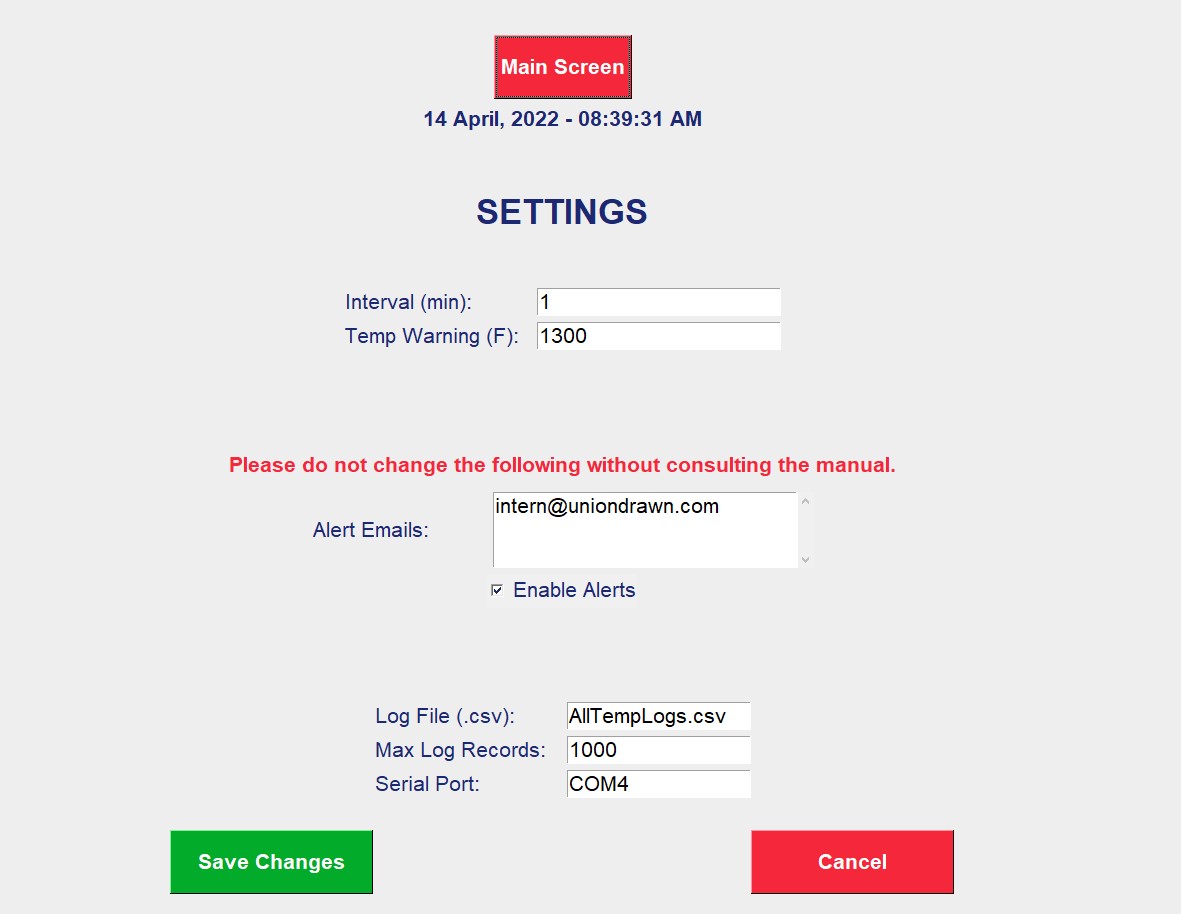 Main Screen
14 April, 2022 - 08:39:31 AM
SETTINGS
Interval (min): 1
Temp Warning (F): 1300
Please do not change the following without consulting the manual.
Alert Emails: intern@uniondrawn.com
Enable Alerts
Log File (.csv): AllTempLogs.csv
Max Log Records: 1000
Serial Port: COM4
Save Changes Cancel